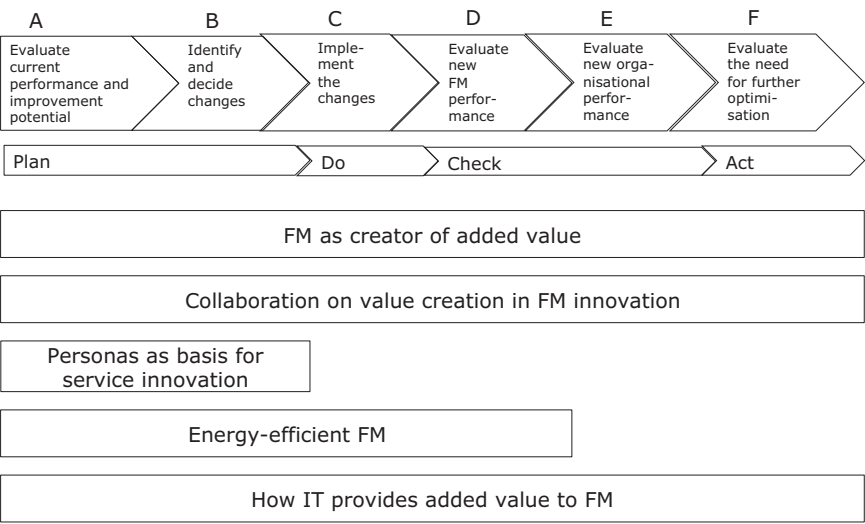 A
B
C
D
E
F
Evaluate
current
performance and
improvement
potential
Identify
and
decide
changes
Imple-
ment
the
changes
Evaluate
new
FM
perfor-
mance
Evaluate
new orga-
nisational
perfor-
mance
Evaluate
the need
for further
optimi-
sation
Plan
Do
Check
Act
FM as creator of added value
Collaboration on value creation in FM innovation
Personas as basis for
service innovation
Energy-efficient FM
How IT provides added value to FM